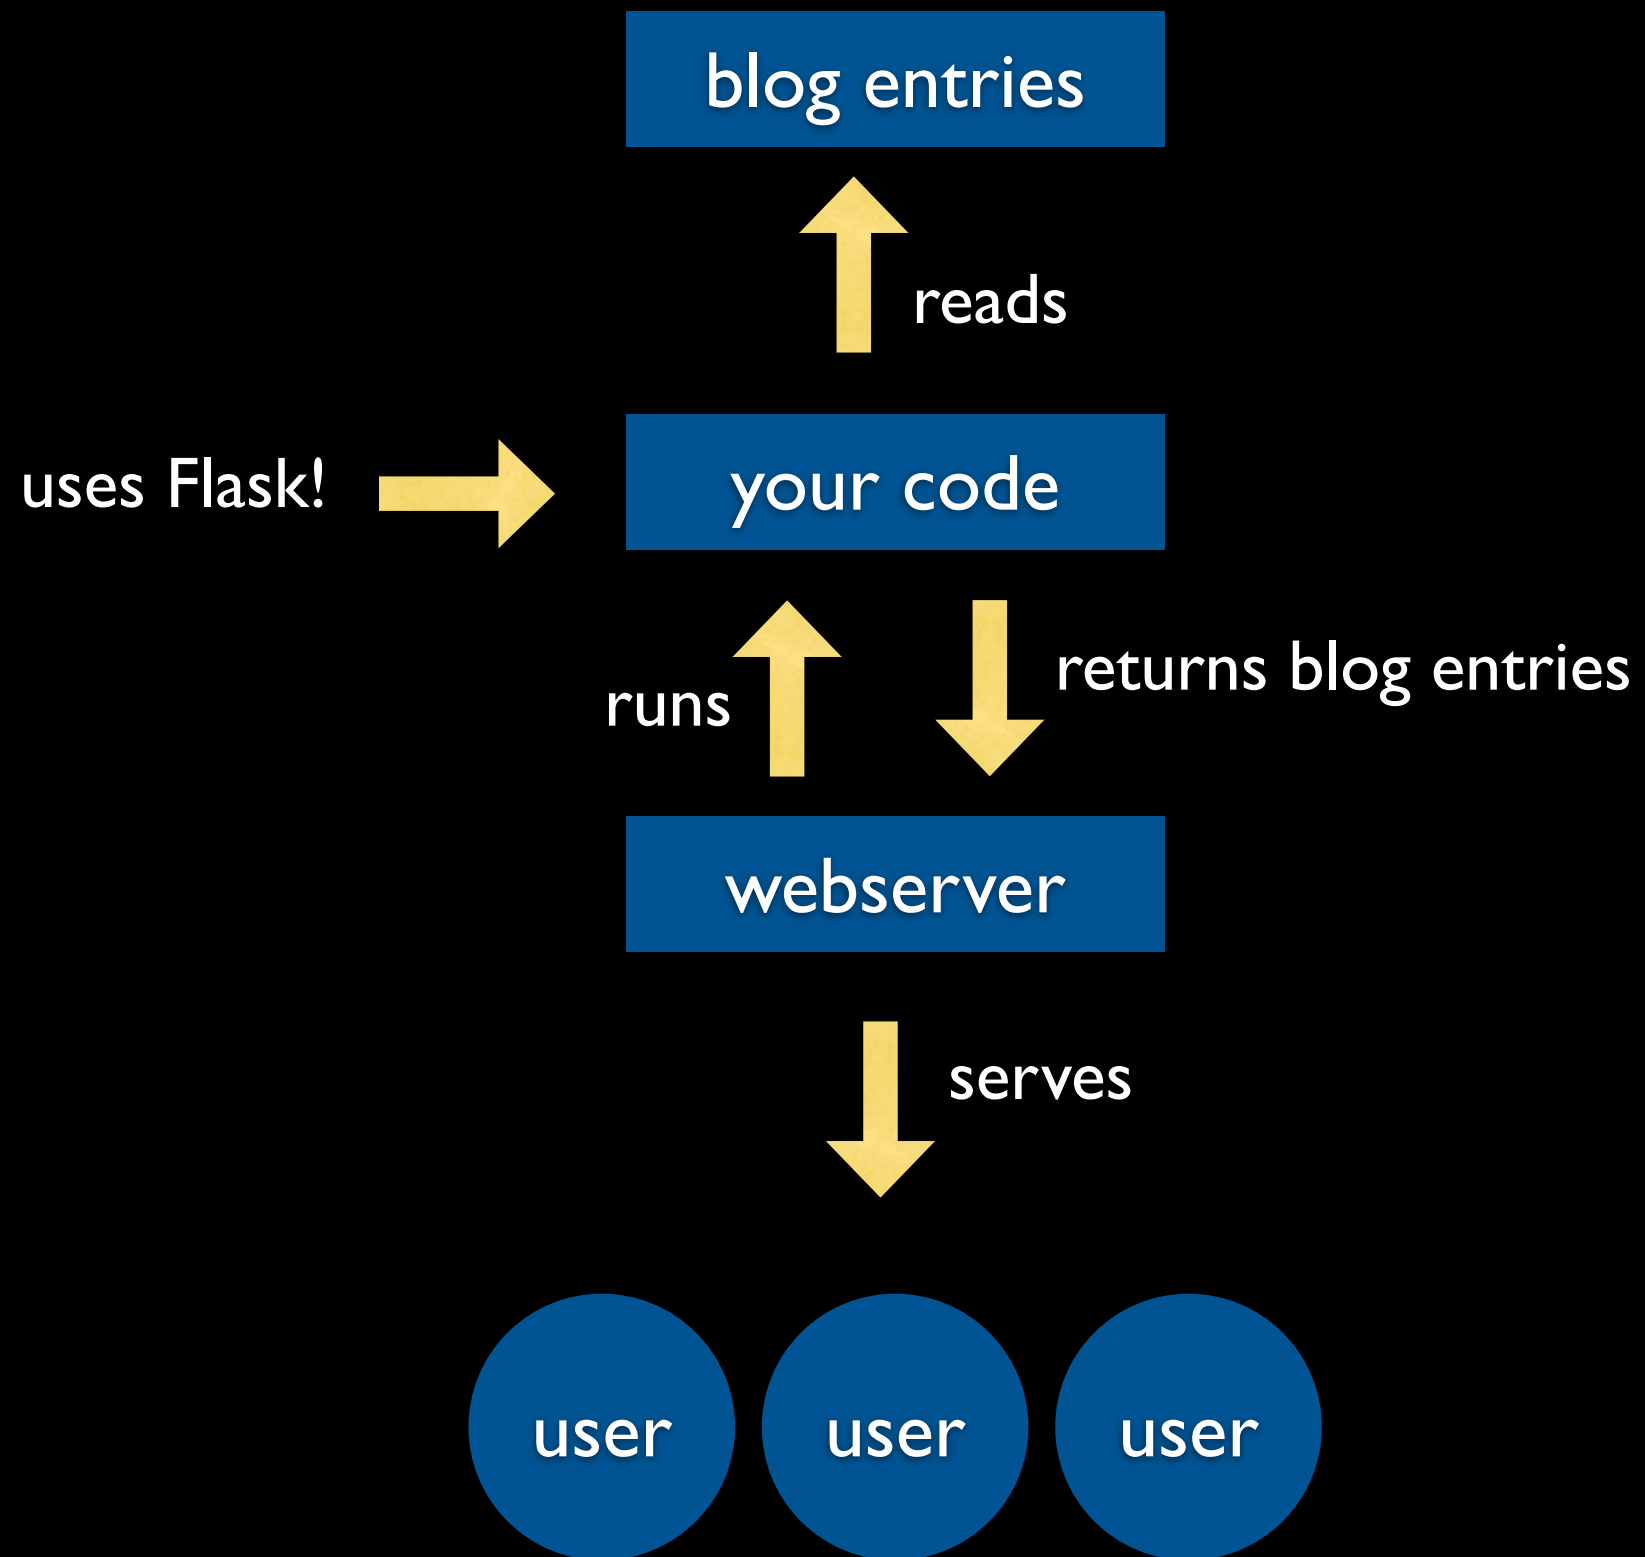 blog entries
reads
uses Flask!
your code
runs
returns blog entries
webserver
serves
user
user
user